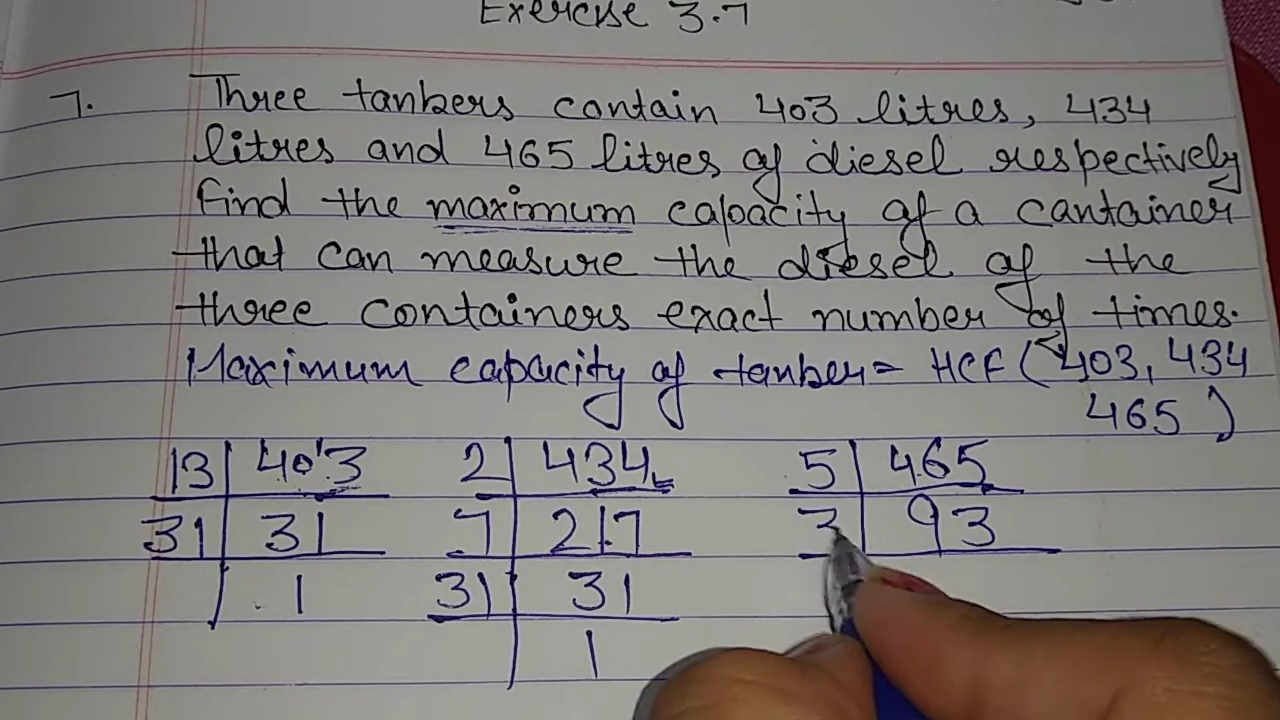 Exercise 3.7
7. Three tanbers contain 403 litres, 434
litres and 465 litres of diesel respectively
find the maximum capacity of a cantainer
that can measure the diesel of the
three containers exact number of times.
Maximum capacity of tanber = HCF (403, 434
465)
13 | 403 2 | 434 5 | 465
31 | 31 7 | 217 3 | 93
1 31 | 31
1